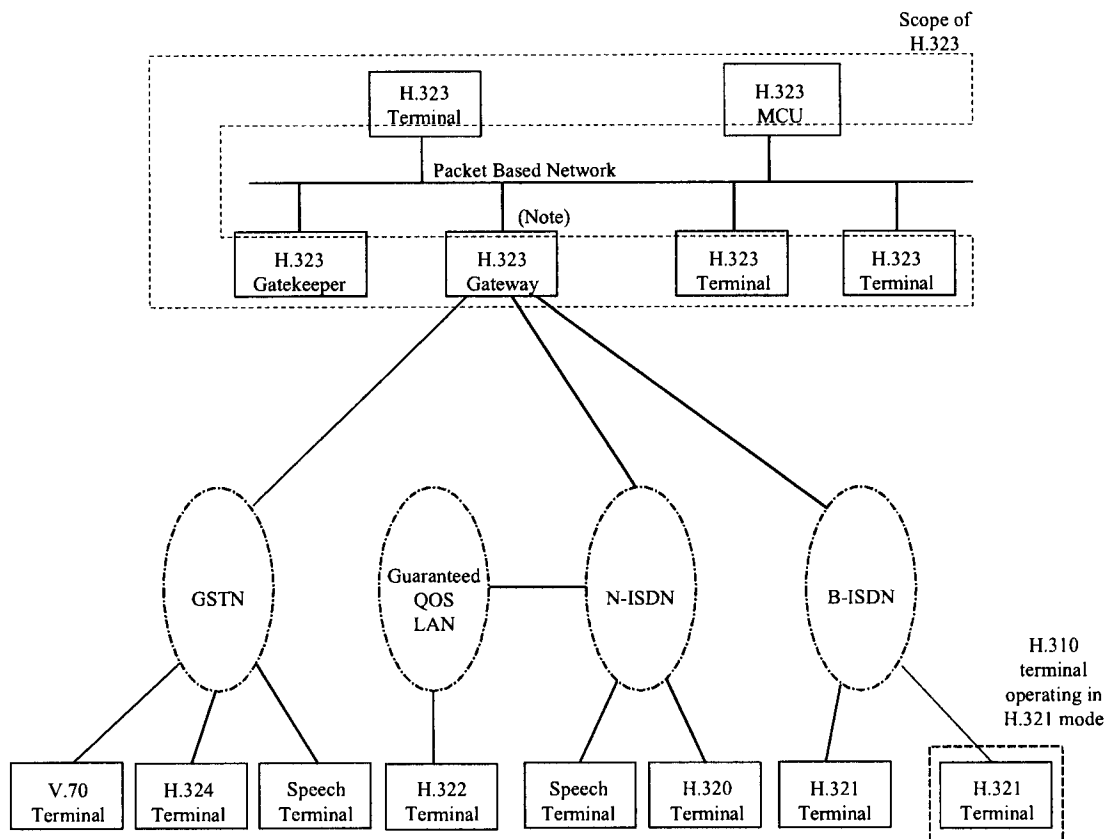 Scope of
H.323
H.323
Terminal
H.323
MCU
Packet Based Network
(Note)
H.323
Gatekeeper
H.323
Gateway
H.323
Terminal
H.323
Terminal
GSTN
Guaranteed
QOS
LAN
N-ISDN
B-ISDN
H.310
terminal
operating in
H.321 mode
V.70
Terminal
H.324
Terminal
Speech
Terminal
H.322
Terminal
Speech
Terminal
H.320
Terminal
H.321
Terminal
H.321
Terminal